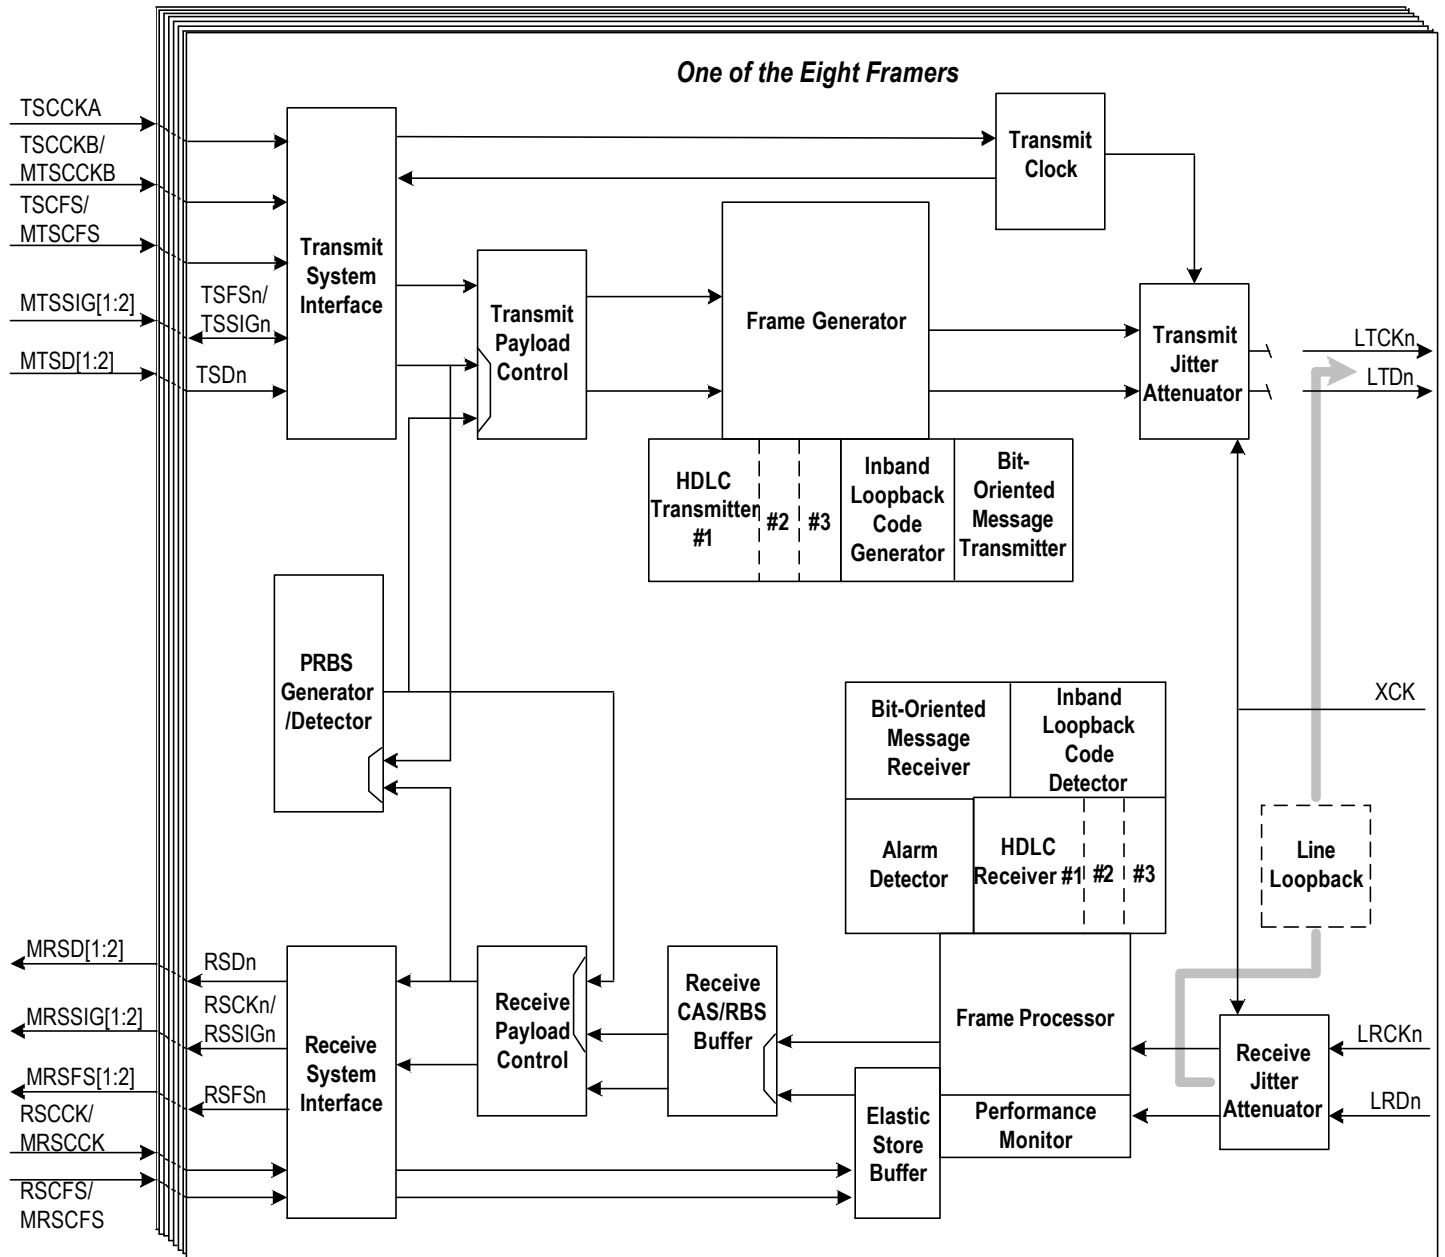 One of the Eight Framers
TSCCKA
TSCCKB/
MTSCCKB
TSCFS/
MTSCFS
MTSSIG[1:2]
MTSD[1:2]
TSFSn/
TSSIGn
TSDn
Transmit
System
Interface
Transmit
Payload
Control
Frame Generator
Transmit
Clock
Transmit
Jitter
Attenuator
LTCKn
LTDn
HDLC
Transmitter
#1
#2
#3
Inband
Loopback
Code
Generator
Bit-
Oriented
Message
Transmitter
PRBS
Generator
/Detector
XCK
Bit-Oriented
Message
Receiver
Inband
Loopback
Code
Detector
Alarm
Detector
HDLC
Receiver #1
#2
#3
Line
Loopback
MRSD[1:2]
MRSSIG[1:2]
MRSFS[1:2]
RSCCK/
MRSCCK
RSCFS/
MRSCFS
RSDn
RSCKn/
RSSIGn
RSFSn
Receive
System
Interface
Receive
Payload
Control
Receive
CAS/RBS
Buffer
Frame Processor
Performance
Monitor
Elastic
Store
Buffer
Receive
Jitter
Attenuator
LRCKn
LRDn